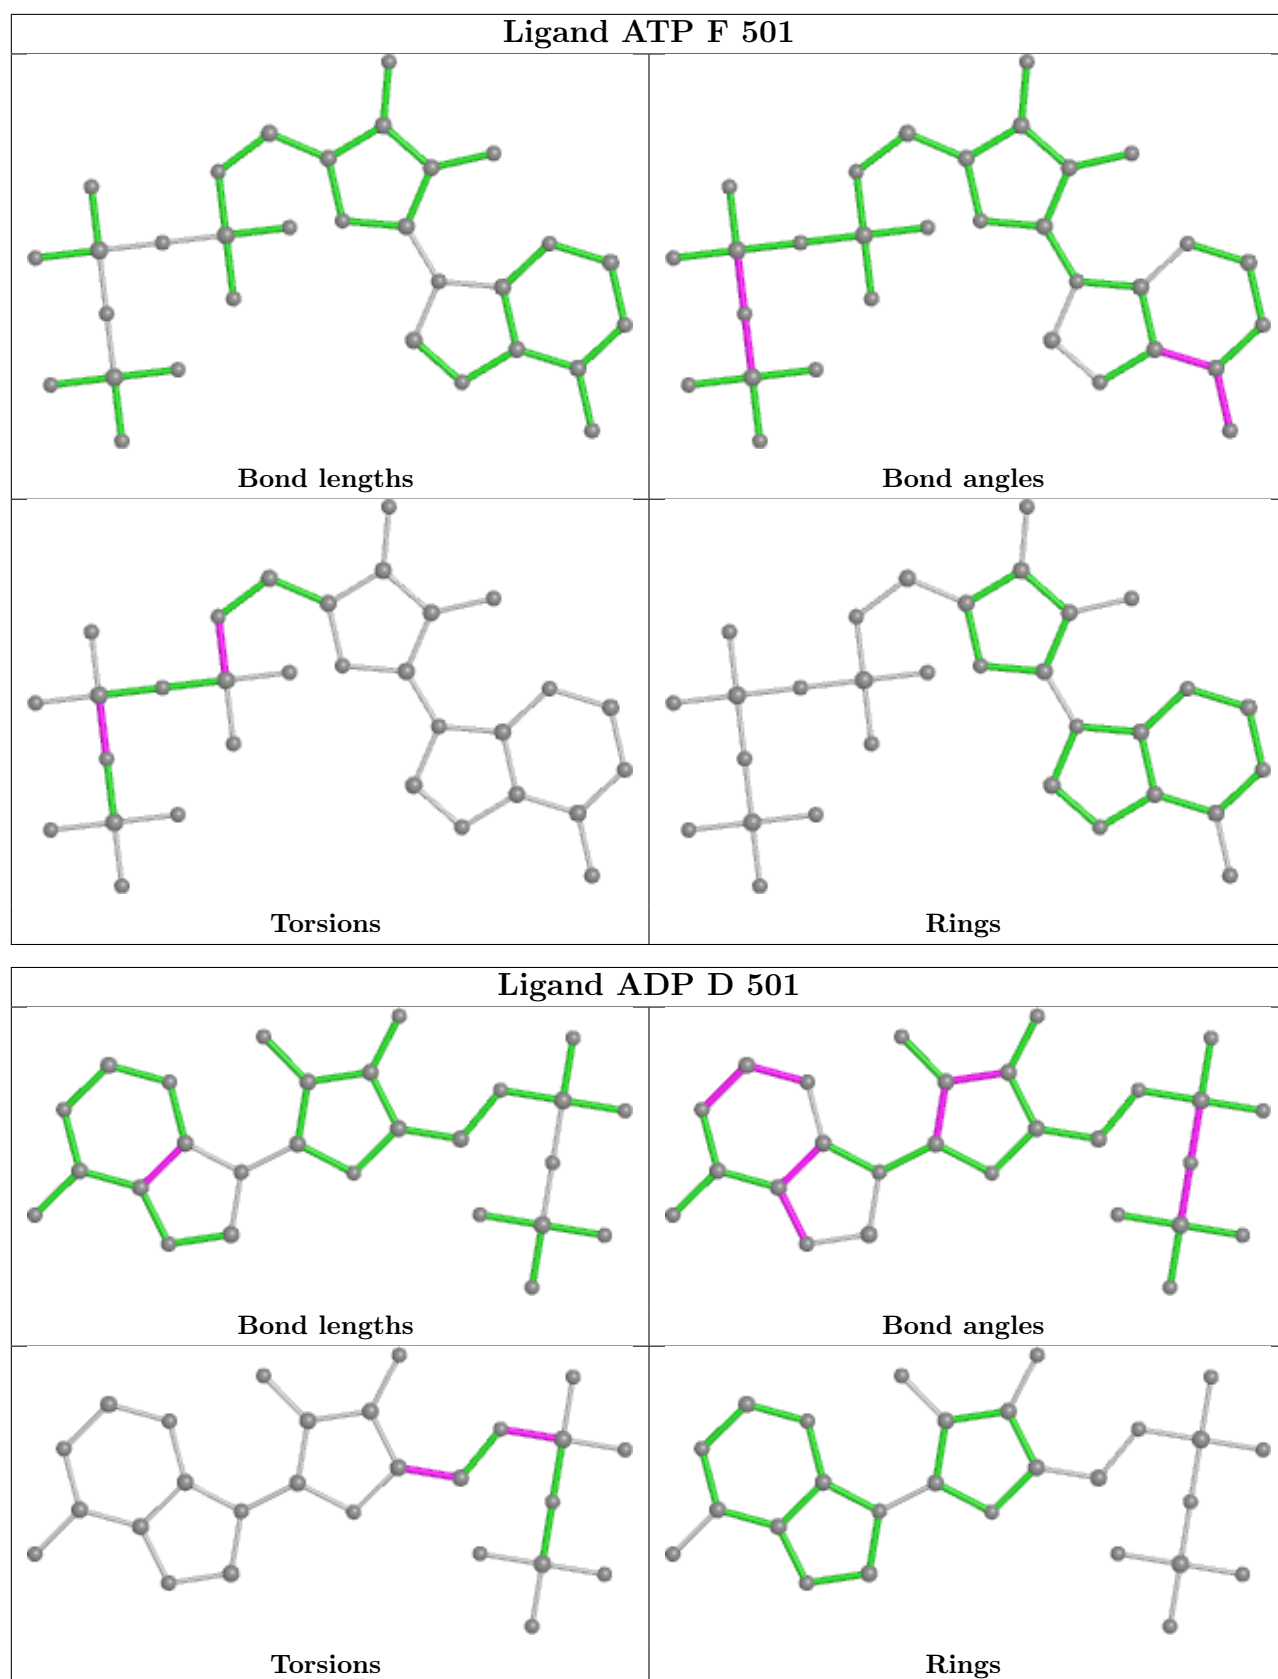 Ligand ATP F 501
Bond lengths
Bond angles
Torsions
Rings
Ligand ADP D 501
Bond lengths
Bond angles
Torsions
Rings